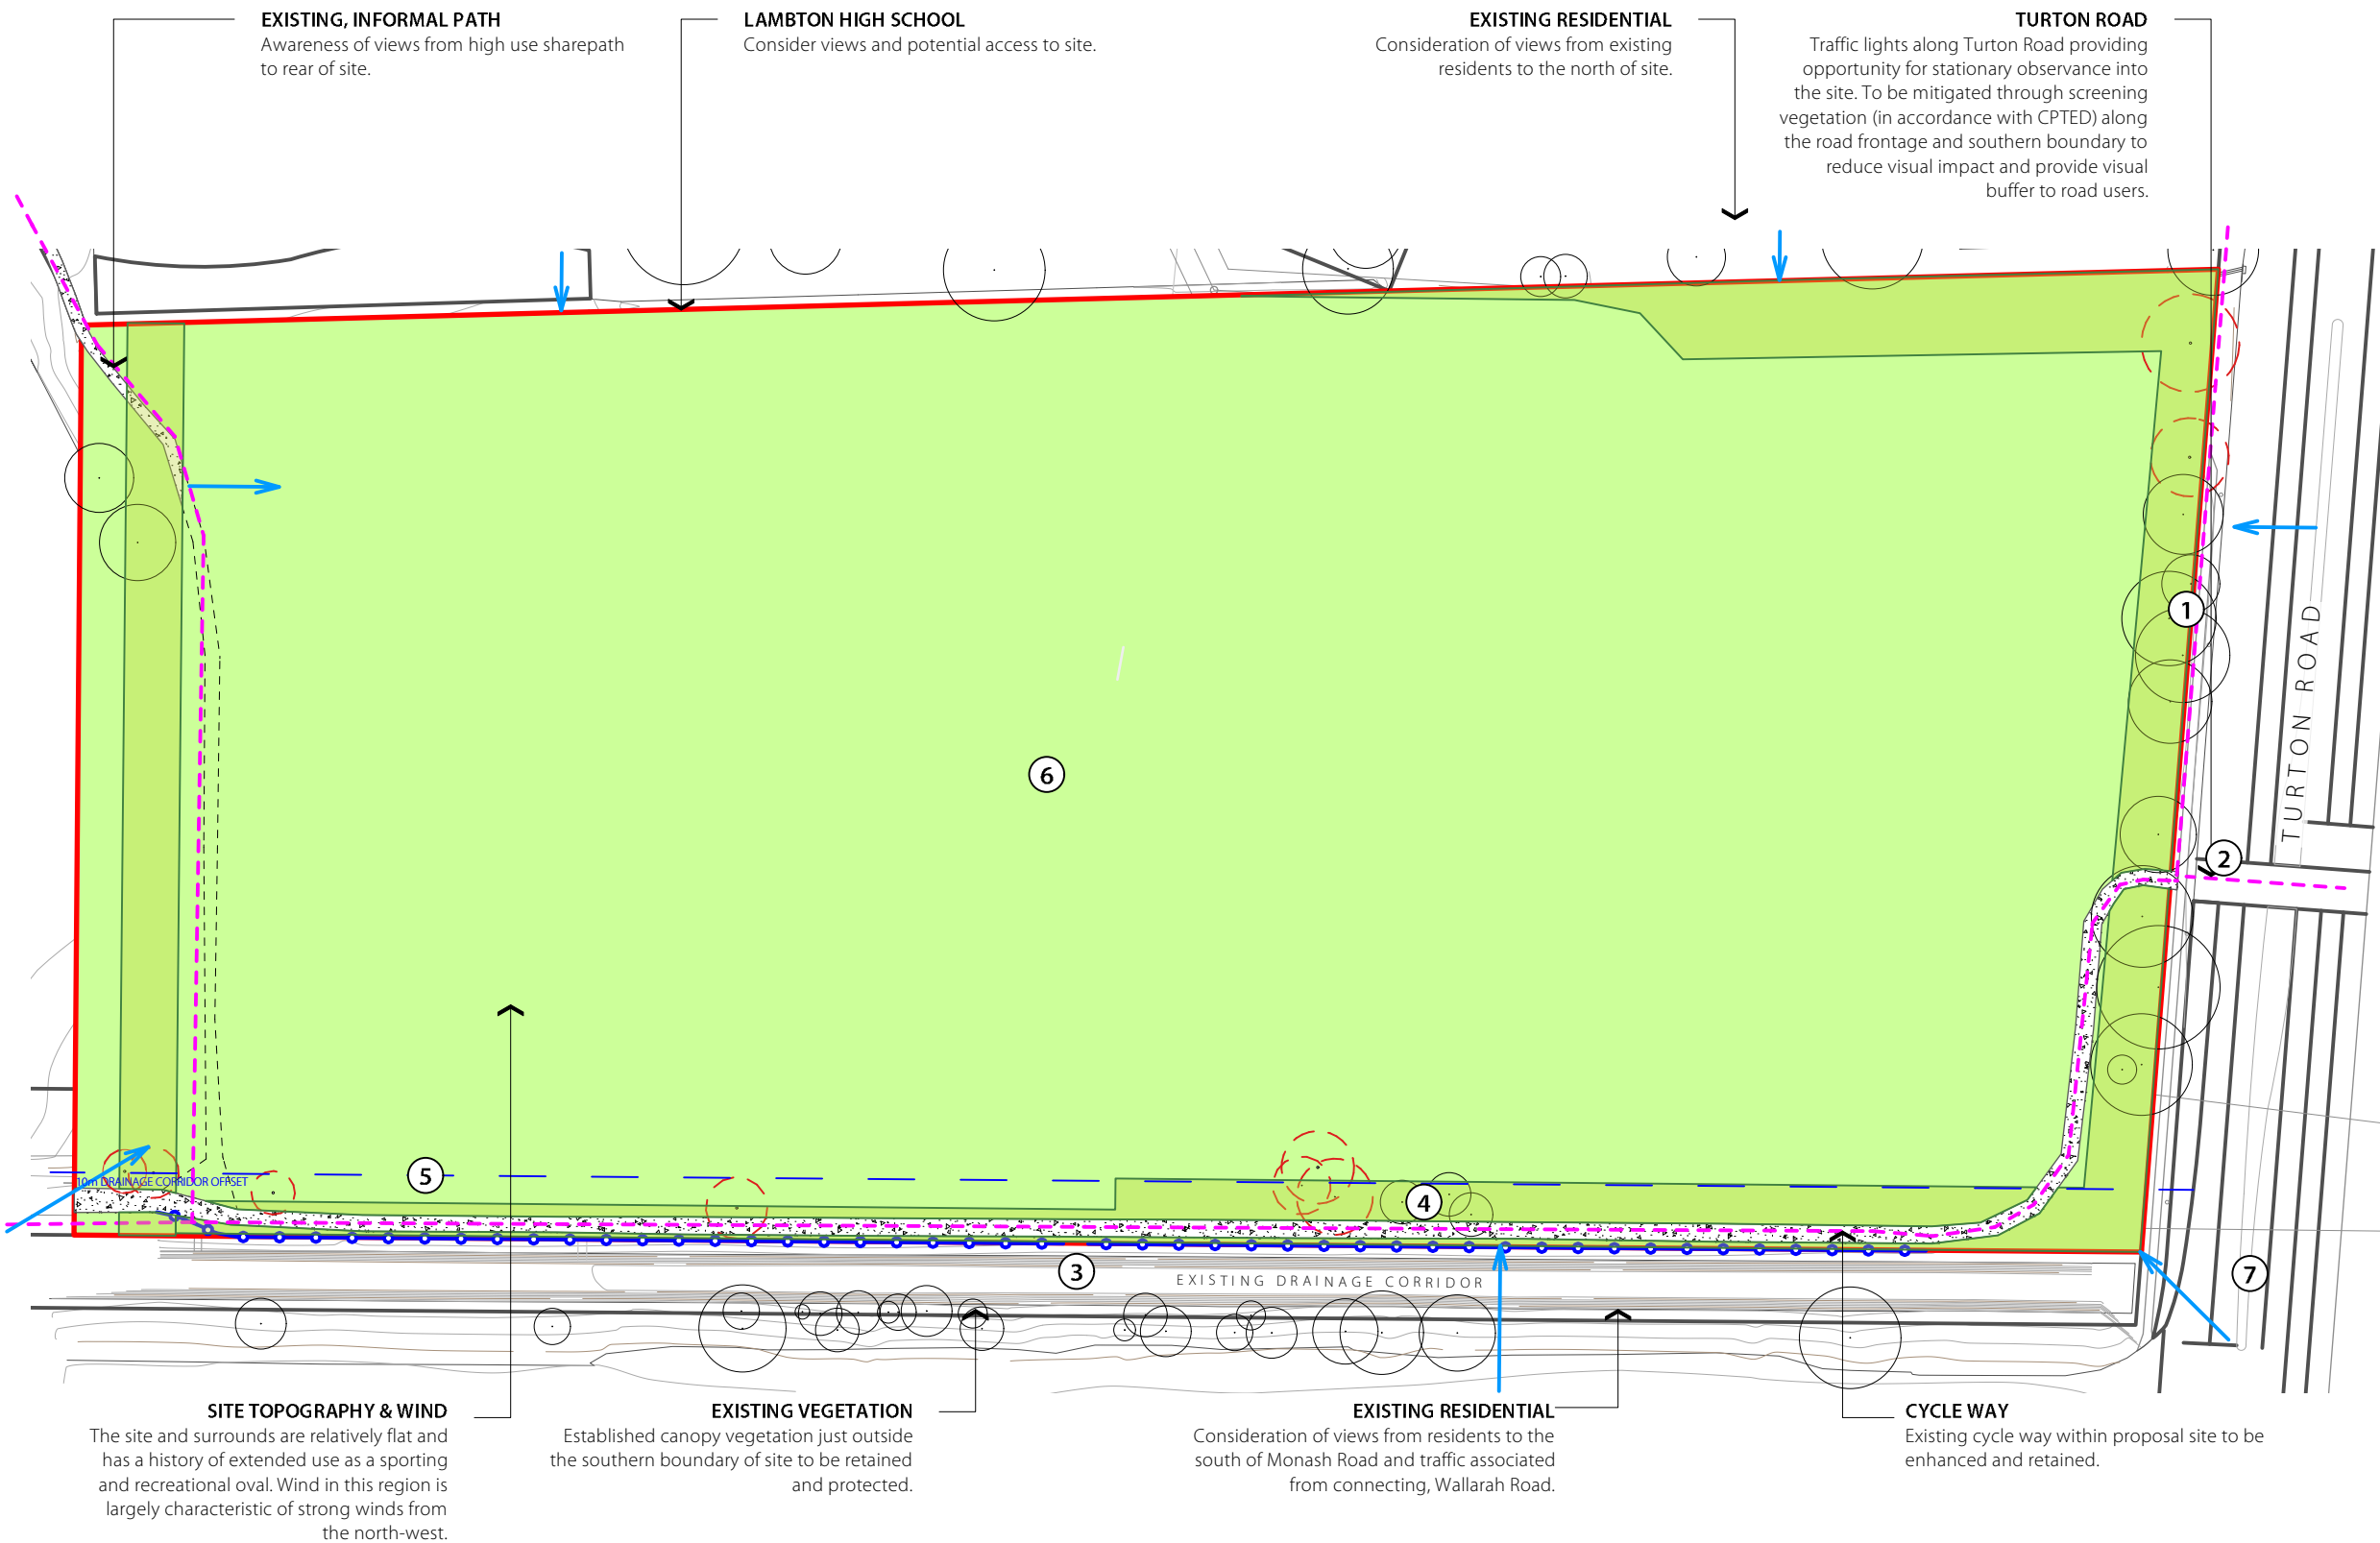 EXISTING, INFORMAL PATH
Awareness of views from high use sharepath
to rear of site.
LAMBTON HIGH SCHOOL
Consider views and potential access to site.
EXISTING RESIDENTIAL
Consideration of views from existing
residents to the north of site.
TURTON ROAD
Traffic lights along Turton Road providing
opportunity for stationary observance into
the site. To be mitigated through screening
vegetation (in accordance with CPTED) along
the road frontage and southern boundary to
reduce visual impact and provide visual
buffer to road users.
1
TURTON ROAD
6
2
5
10m DRAINAGE CORRIDOR OFFSET
4
3
EXISTING DRAINAGE CORRIDOR
7
SITE TOPOGRAPHY & WIND
The site and surrounds are relatively flat and
has a history of extended use as a sporting
and recreational oval. Wind in this region is
largely characteristic of strong winds from
the north-west.
EXISTING VEGETATION
Established canopy vegetation just outside
the southern boundary of site to be retained
and protected.
EXISTING RESIDENTIAL
Consideration of views from residents to the
south of Monash Road and traffic associated
from connecting, Wallarah Road.
CYCLE WAY
Existing cycle way within proposal site to be
enhanced and retained.